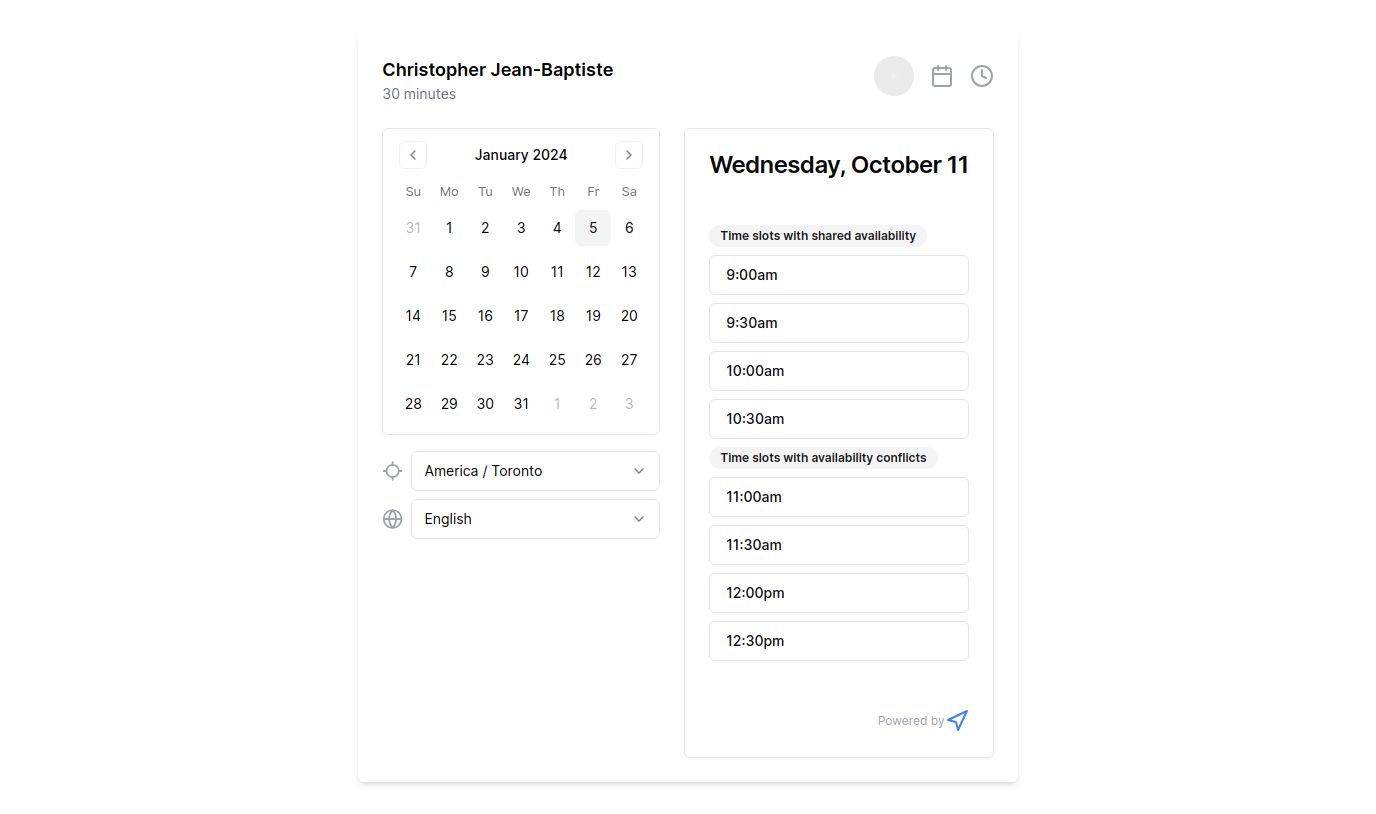 Christopher Jean-Baptiste
30 minutes
January 2024
Su Mo Tu We Th Fr Sa
31 1 2 3 4 5 6
7 8 9 10 11 12 13
14 15 16 17 18 19 20
21 22 23 24 25 26 27
28 29 30 31 1 2 3
America / Toronto
English
Wednesday, October 11
Time slots with shared availability
9:00am
9:30am
10:00am
10:30am
Time slots with availability conflicts
11:00am
11:30am
12:00pm
12:30pm
Powered by